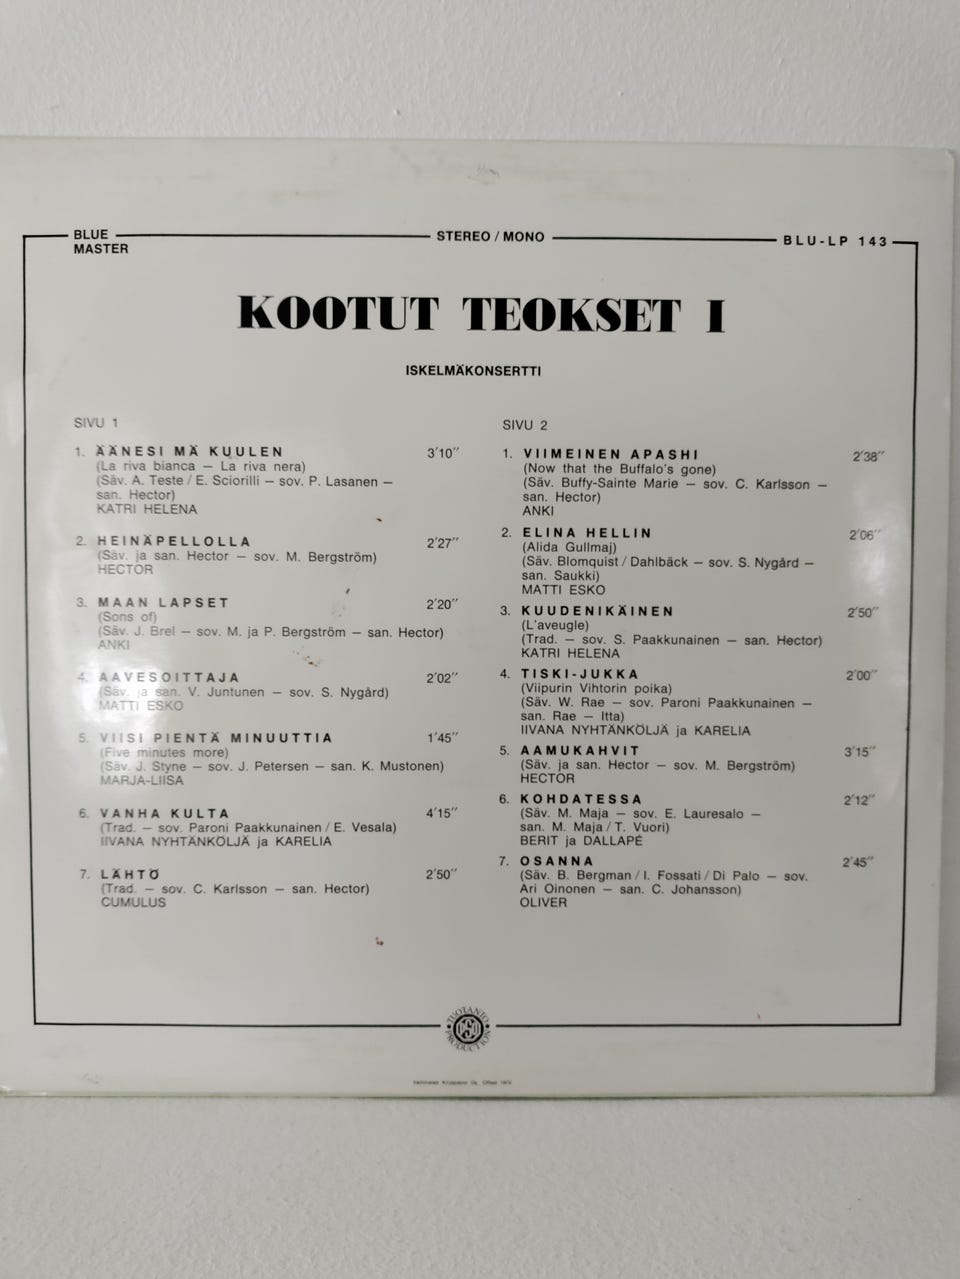 BLUE
MASTER
STEREO / MONO
BLU-LP 143
KOOTUT TEOKSET I
ISKELMÄKONSERTTI
SIVU 1
1. ÄÄNESI MÄ KUULEN 3'10"
(La riva bianca — La riva nera)
(Säv. A. Teste / E. Sciorilli — sov. P. Lasanen —
san. Hector)
KATRI HELENA
2. HEINÄPELLOLLA 2'27"
(Säv. ja san. Hector — sov. M. Bergström)
HECTOR
3. MAAN LAPSET 2'20"
(Sons of)
(Säv. J. Brel — sov. M. ja P. Bergström — san. Hector)
ANKI
4. AAVESOITTAJA 2'02"
(Säv. ja san. V. Juntunen — sov. S. Nygård)
MATTI ESKO
5. VIISI PIENTÄ MINUUTTIA 1'45"
(Five minutes more)
(Säv. J. Styne — sov. J. Petersen — san. K. Mustonen)
MARJA-LIISA
6. VANHA KULTA 4'15"
(Trad. — sov. Paroni Paakkunainen / E. Vesala)
IIVANA NYHTÄNKÖLJÄ ja KARELIA
7. LÄHTÖ 2'50"
(Trad. — sov. C. Karlsson — san. Hector)
CUMULUS
SIVU 2
1. VIIMEINEN APASHI 2'38"
(Now that the Buffalo's gone)
(Säv. Buffy-Sainte Marie — sov. C. Karlsson —
san. Hector)
ANKI
2. ELINA HELLIN 2'06"
(Alida Gullmaj)
(Säv. Blomquist / Dahlbäck — sov. S. Nygård —
san. Saukki)
MATTI ESKO
3. KUUDENIKÄINEN 2'50"
(L'aveugle)
(Trad. — sov. S. Paakkunainen — san. Hector)
KATRI HELENA
4. TISKI-JUKKA 2'00"
(Viipurin Vihtorin poika)
(Säv. W. Rae — sov. Paroni Paakkunainen —
san. Rae — Itta)
IIVANA NYHTÄNKÖLJÄ ja KARELIA
5. AAMUKAHVIT 3'15"
(Säv. ja san. Hector — sov. M. Bergström)
HECTOR
6. KOHDATESSA 2'12"
(Säv. M. Maja — sov. E. Lauresalo —
san. M. Maja / T. Vuori)
BERIT ja DALLAPÉ
7. OSANNA 2'45"
(Säv. B. Bergman / I. Fossati / Di Palo — sov.
Ari Oinonen — san. C. Johansson)
OLIVER
TUOTANTO
PRODUCTION